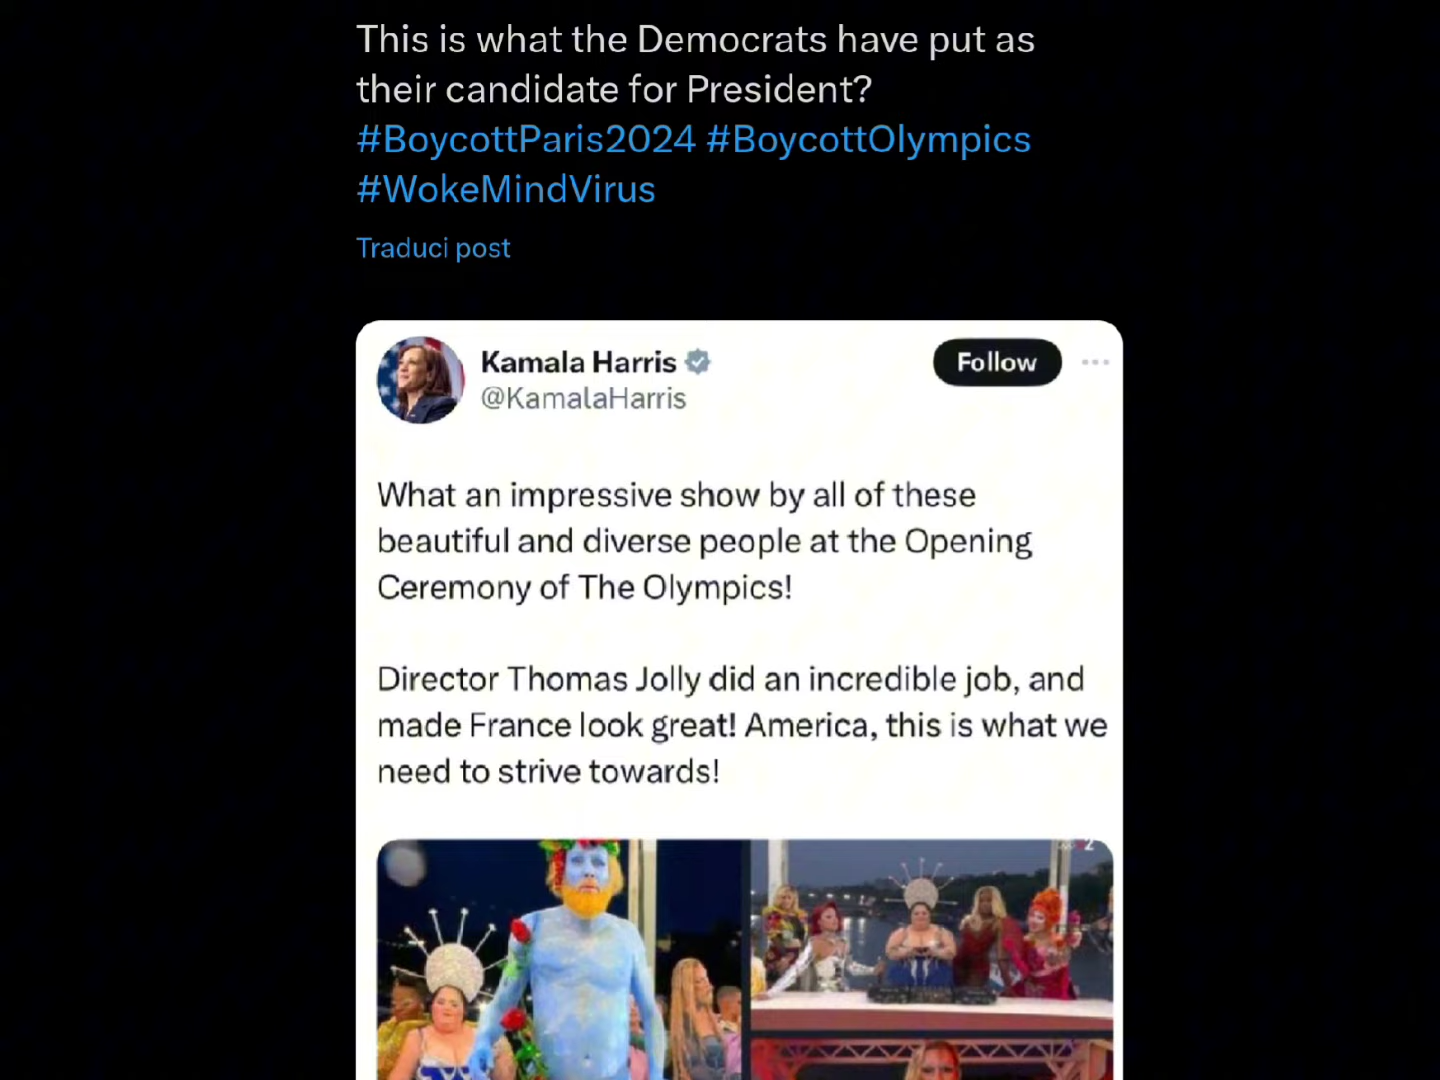 This is what the Democrats have put as
their candidate for President?
#BoycottParis2024 #BoycottOlympics
#WokeMindVirus
Traduci post
Kamala Harris
Follow
@KamalaHarris
What an impressive show by all of these
beautiful and diverse people at the Opening
Ceremony of The Olympics!
Director Thomas Jolly did an incredible job, and
made France look great! America, this is what we
need to strive towards!